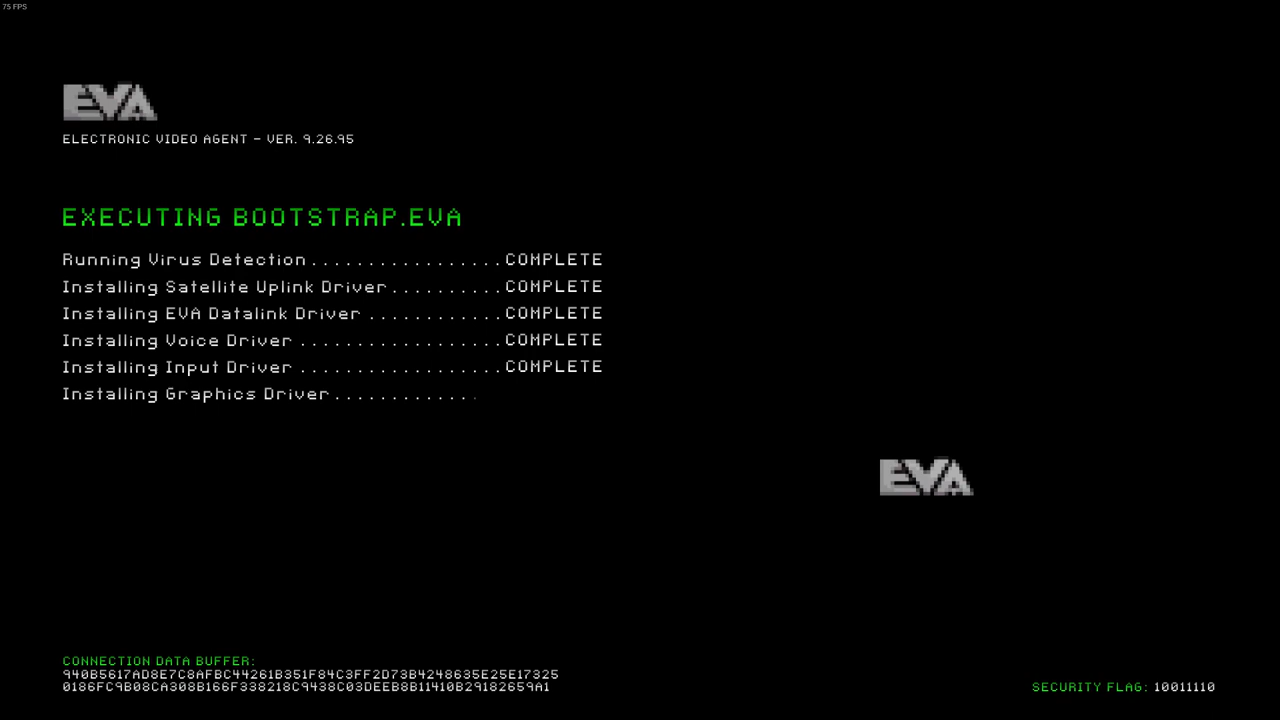 75 FPS
EVA
ELECTRONIC VIDEO AGENT - VER. 9.26.95
EXECUTING BOOTSTRAP.EVA
Running Virus Detection.................COMPLETE
Installing Satellite Uplink Driver..........COMPLETE
Installing EVA Datalink Driver ............COMPLETE
Installing Voice Driver ..................COMPLETE
Installing Input Driver ..................COMPLETE
Installing Graphics Driver.............
EVA
CONNECTION DATA BUFFER:
940B5617AD8E7C8AFBC44261B351F84C3FF2D73B4248635E25E17325
0186FC9B08CA308B166F338218C9438C03DEEB8B11410B29182659A1
SECURITY FLAG: 10011110